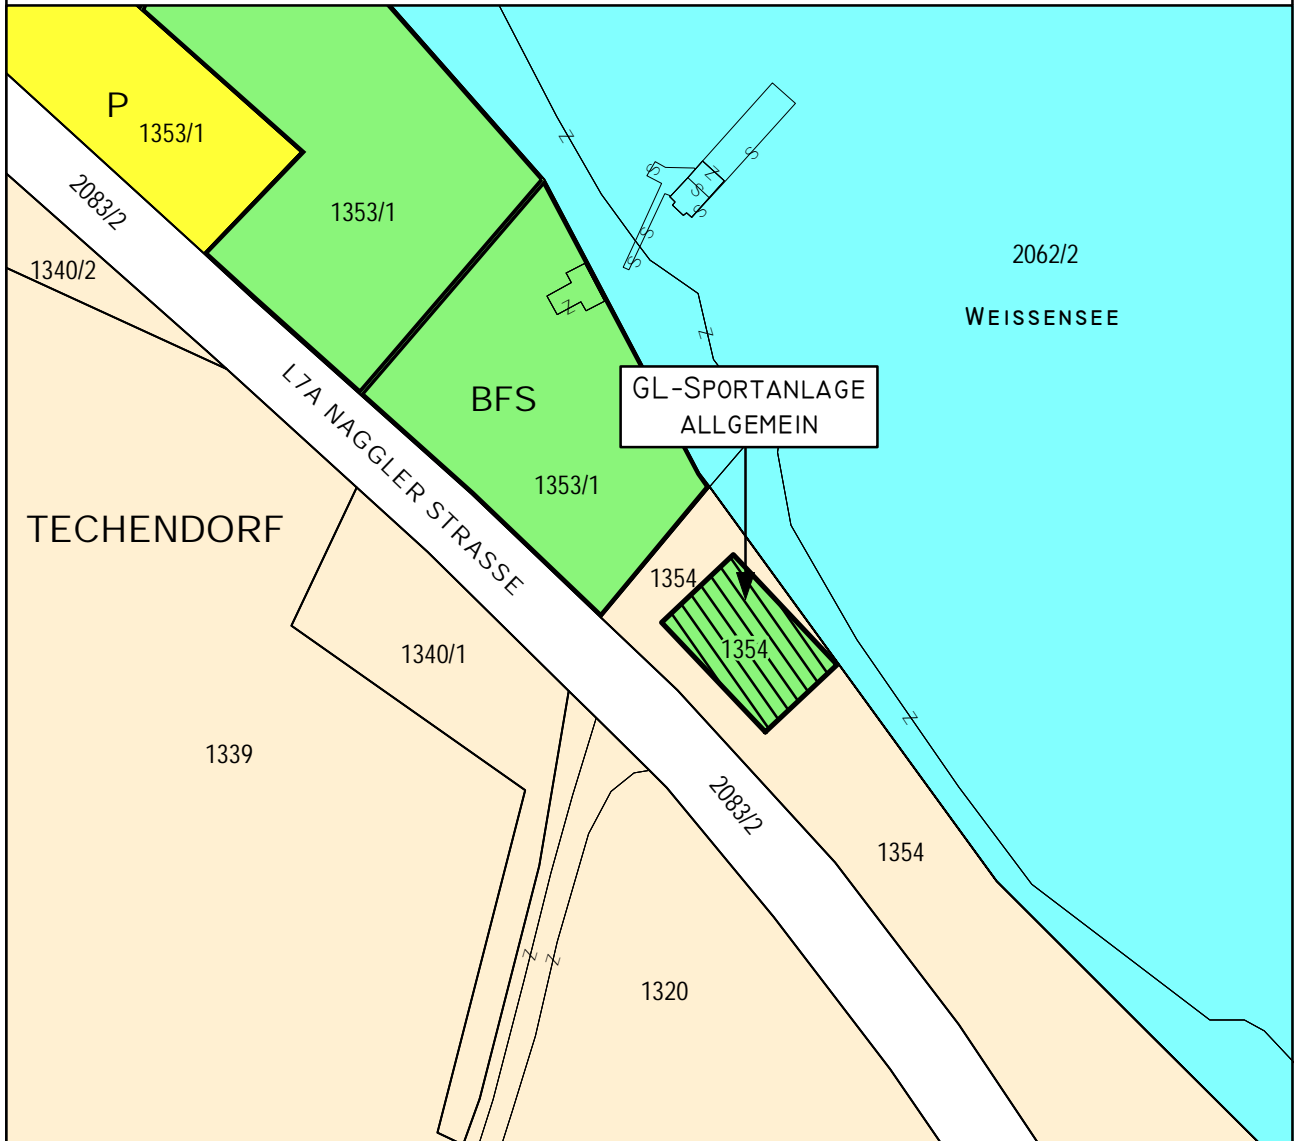 P
1353/1
2083/2
1353/1
1340/2
2062/2
WEISSENSEE
GL-SPORTANLAGE
ALLGEMEIN
BFS
L7A NAGGLER STRASSE
1353/1
TECHENDORF
1354
1354
1340/1
1339
2083/2
1354
1320